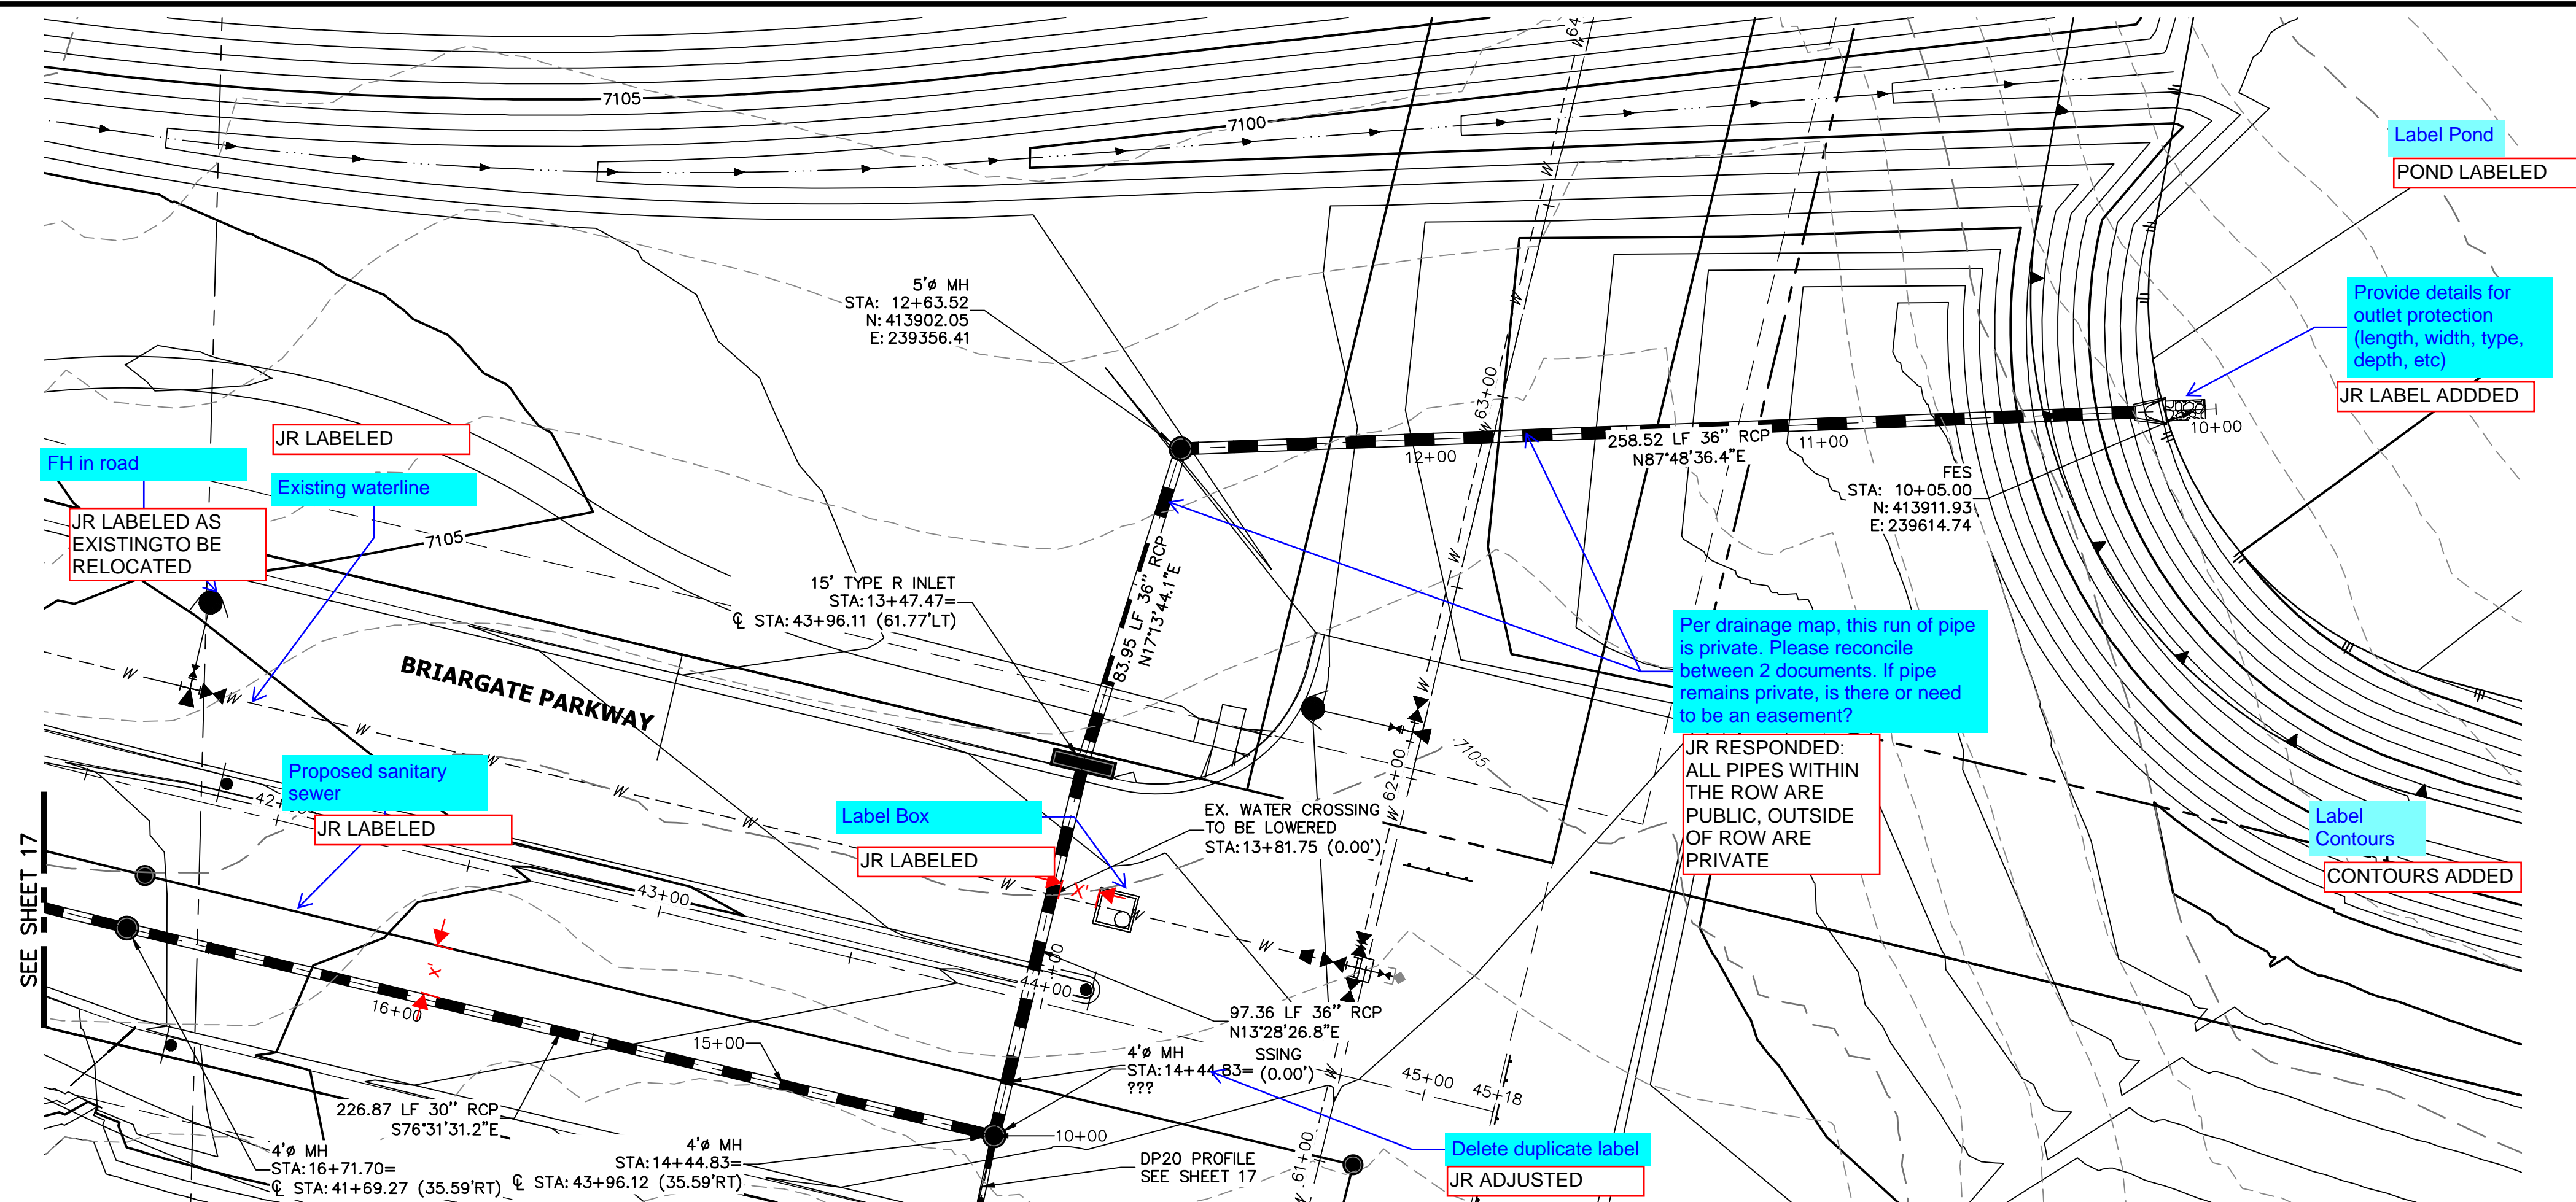 W 64
7105
7100
Label Pond
POND LABELED
5'ø MH
STA: 12+63.52
N: 413902.05
E: 239356.41
Provide details for
outlet protection
(length, width, type,
depth, etc)
JR LABEL ADDDED
JR LABELED
FH in road
Existing waterline
JR LABELED AS
EXISTINGTO BE
RELOCATED
7105
W
W
W
63+00
12+00
258.52 LF 36" RCP
N87°48'36.4"E
11+00
10+00
FES
STA: 10+05.00
N: 413911.93
E: 239614.74
15' TYPE R INLET
STA: 13+47.47=
℄ STA: 43+96.11 (61.77'LT)
83.95 LF 36" RCP
N17°13'44.1"E
Per drainage map, this run of pipe
is private. Please reconcile
between 2 documents. If pipe
remains private, is there or need
to be an easement?
JR RESPONDED:
ALL PIPES WITHIN
THE ROW ARE
PUBLIC, OUTSIDE
OF ROW ARE
PRIVATE
BRIARGATE PARKWAY
W
W
W
W
W
W
W
7105
62+00
W
Proposed sanitary
sewer
JR LABELED
42+
Label Box
JR LABELED
EX. WATER CROSSING
TO BE LOWERED
STA: 13+81.75 (0.00')
Label
Contours
CONTOURS ADDED
SEE SHEET 17
43+00
W
X'
W
W
X'
16+00
44+00
00
97.36 LF 36" RCP
N13°28'26.8"E
15+00
4'ø MH
STA: 14+44.83=
???
SSING
(0.00')
W
45+00
45+18
226.87 LF 30" RCP
S76°31'31.2"E
10+00
Delete duplicate label
JR ADJUSTED
4'ø MH
STA: 16+71.70=
℄ STA: 41+69.27 (35.59'RT)
4'ø MH
STA: 14+44.83=
℄ STA: 43+96.12 (35.59'RT)
DP20 PROFILE
SEE SHEET 17
W 61+00